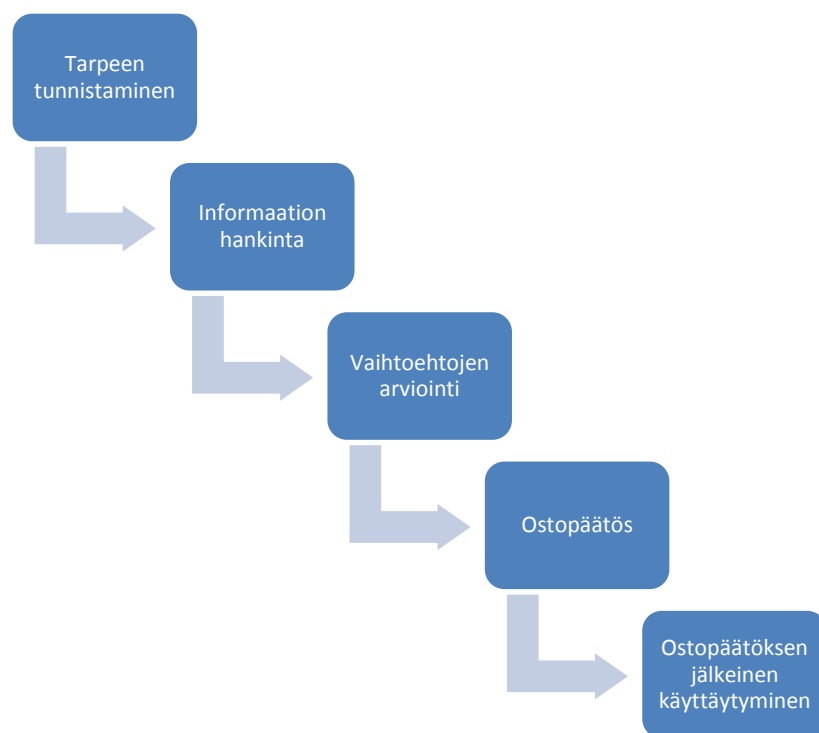 Tarpeen
tunnistaminen
Informaation
hankinta
Vaihtoehtojen
arviointi
Ostopäätös
Ostopäätöksen
jälkeinen
käyttäytyminen